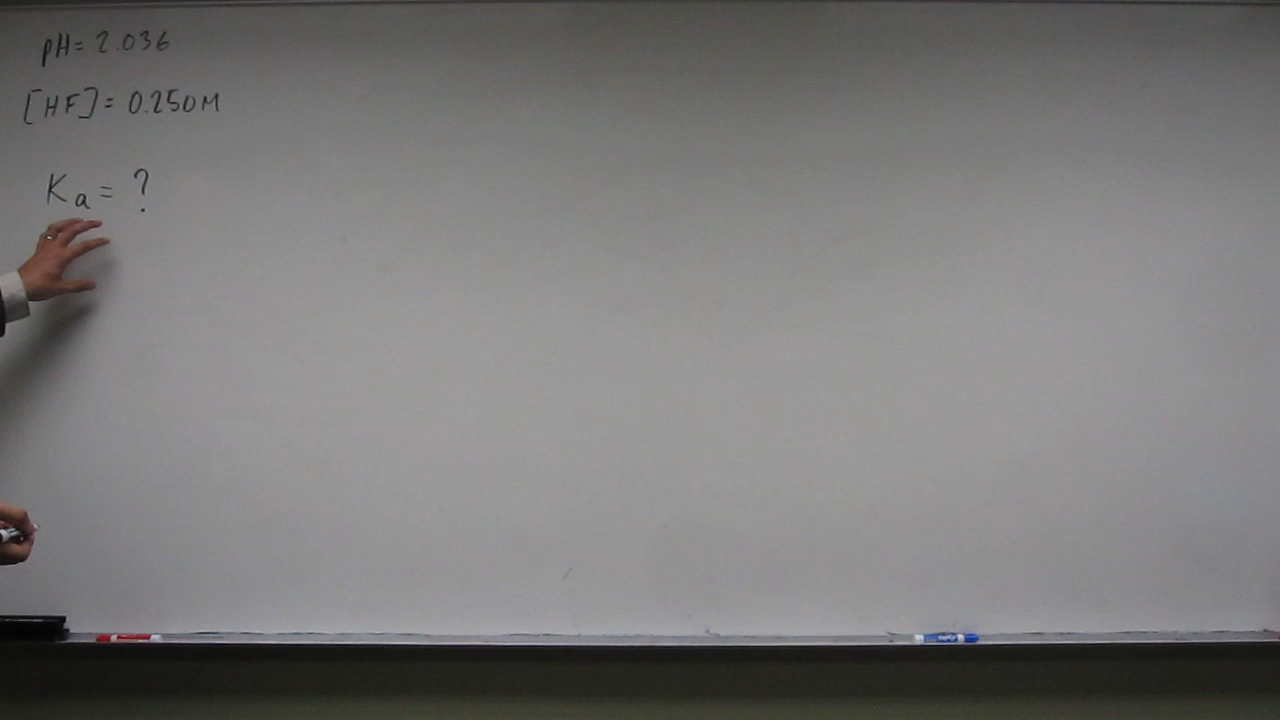 pH = 2.036
[HF] = 0.250M
Ka = ?